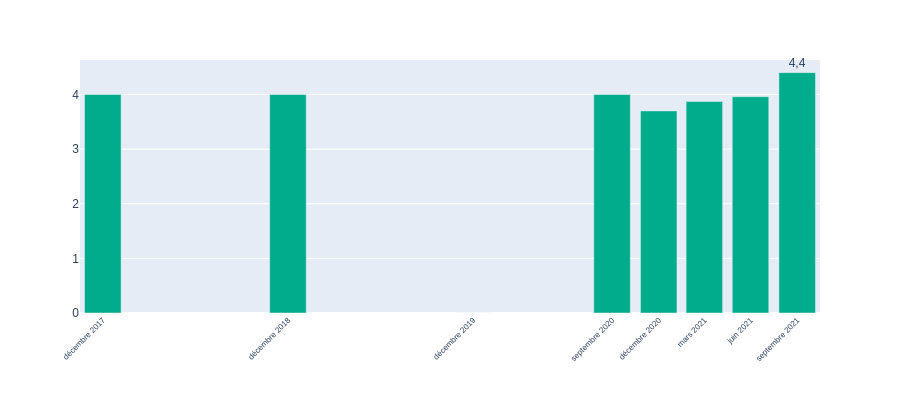 4,4
4
3
2
1
0
décembre 2017
décembre 2018
décembre 2019
septembre 2020
décembre 2020
mars 2021
juin 2021
septembre 2021